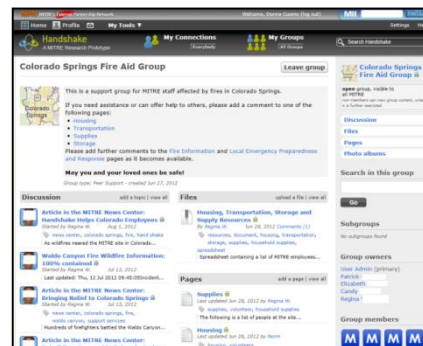 MITRE Partnership Network
Welcome, Donna Cuomo (log out)
MII
Home Profile My Tools ▼
Settings
Handshake
A MITRE Research Prototype
My Connections
Everybody
My Groups
All Groups
Search Handshake
Colorado Springs Fire Aid Group
Leave group
Colorado Springs
This is a support group for MITRE staff affected by fires in Colorado Springs.
If you need assistance or can offer help to others, please add a comment to one of the
following pages:
• Housing
• Transportation
• Supplies
• Storage
Please add further comments to the Fire Information and Local Emergency Preparedness
and Response pages as it becomes available.
May you and your loved ones be safe!
Group type: Peer Support - created Jun 27, 2012
Discussion add a topic | view all
Article in the MITRE News Center:
Handshake Helps Colorado Employees
Started by Regina W. Aug 1, 2012
news center, colorado springs, fire, hand shake
As wildfires neared the MITRE site in Colorado...
Waldo Canyon Fire Wildfire Information:
100% contained
Started by Regina W. Jul 13, 2012
Last updated: Thu, 12 Jul 2012 09:40:05Incident...
Article in the MITRE News Center:
Bringing Relief to Colorado Springs
Started by Regina W. Jul 13, 2012
news center, colorado springs, fire,
waldo canyon, support services
Hundreds of firefighters battled the Waldo Canyon...
Article in the MITRE News Center:
Files upload a file | view all
Housing, Transportation, Storage and
Supply Resources
By Regina W. Jun 28, 2012 Comments (1)
resources, document, housing, transportation,
storage, supplies, household supplies,
spreadsheet
Spreadsheet containing a list of MITRE employees...
Pages add a page | view all
Supplies
Last updated Jun 28, 2012 by Regina W.
supplies, volunteer, household supplies
The following is a list of people at the site...
Housing
Last updated Jun 28, 2012 by Norm
housing, volunteers
Colorado Springs
Fire Aid Group
open group, visible to
all MITRE
Discussion
Files
Pages
Photo albums
Search in this group
Go
Subgroups
No subgroups found
Group owners
User Admin (primary)
Patrick
Elizabeth
Candy
Regina
Group members
M M M M